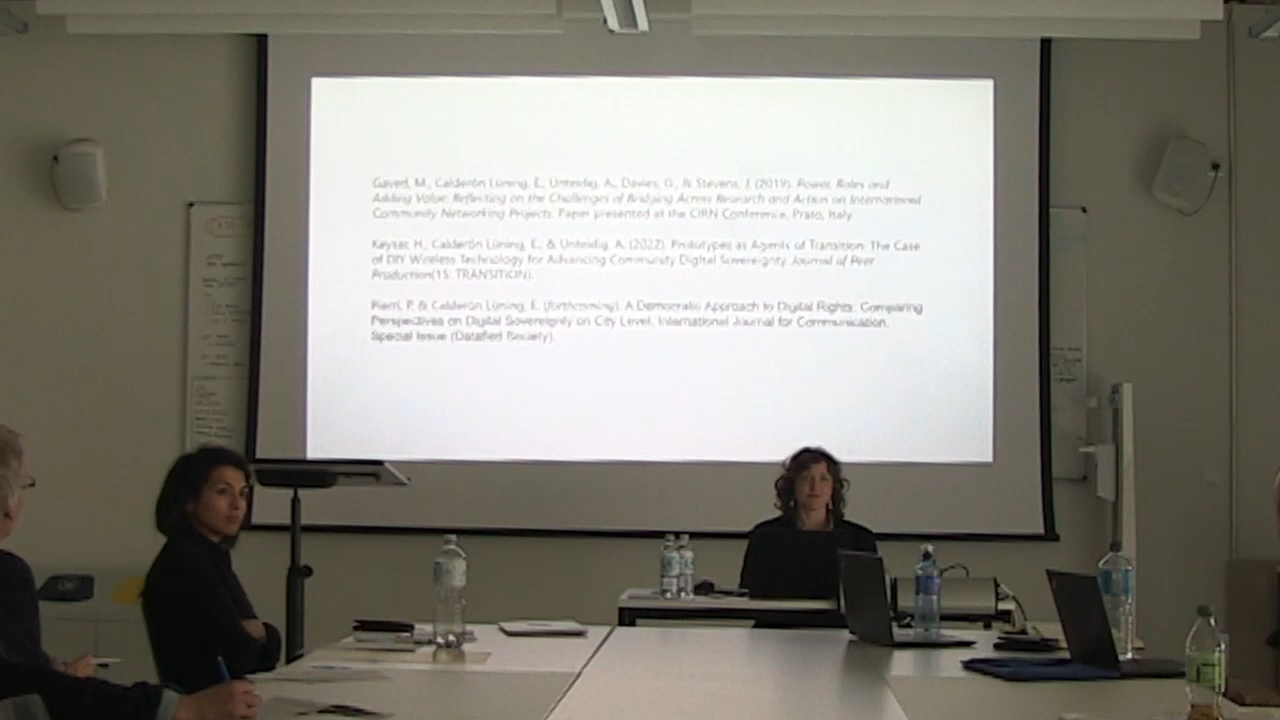 Gaved, M., Calderón Lüning, E., Unteidig, A., Davies, G., & Stevens, J. (2019). Power, Roles and
Adding Value: Reflecting on the Challenges of Bridging Across Research and Action on International
Community Networking Projects. Paper presented at the CIRN Conference, Prato, Italy.
Keysar, H., Calderón Lüning, E., & Unteidig, A. (2022). Prototypes as Agents of Transition: The Case
of DIY Wireless Technology for Advancing Community Digital Sovereignty. Journal of Peer
Production(15: TRANSITION).
Pierri, P. & Calderón Lüning, E. (forthcoming). A Democratic Approach to Digital Rights: Comparing
Perspectives on Digital Sovereignty on City Level. International Journal for Communication.
Special Issue (Datafied Society).